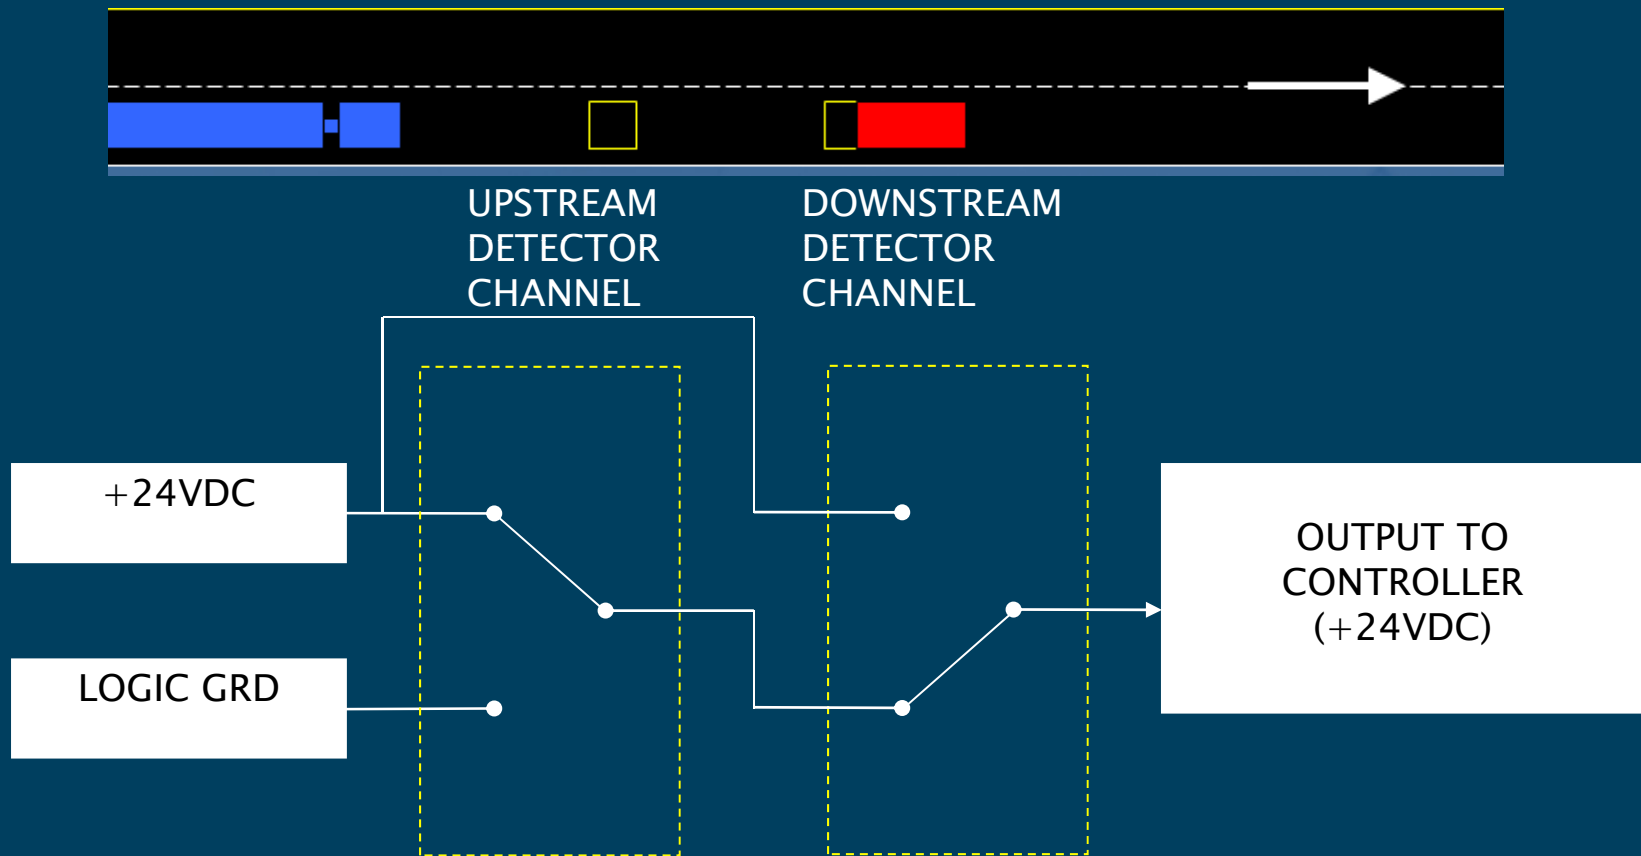 UPSTREAM
DETECTOR
CHANNEL
DOWNSTREAM
DETECTOR
CHANNEL
+24VDC
LOGIC GRD
OUTPUT TO
CONTROLLER
(+24VDC)